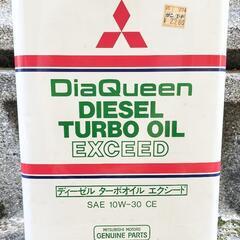 DiaQueen
DIESEL
TURBO OIL
EXCEED
ディーゼル ターボオイル エクシード
SAE 10W-30 CE
MITSUBISHI MOTORS
GENUINE PARTS